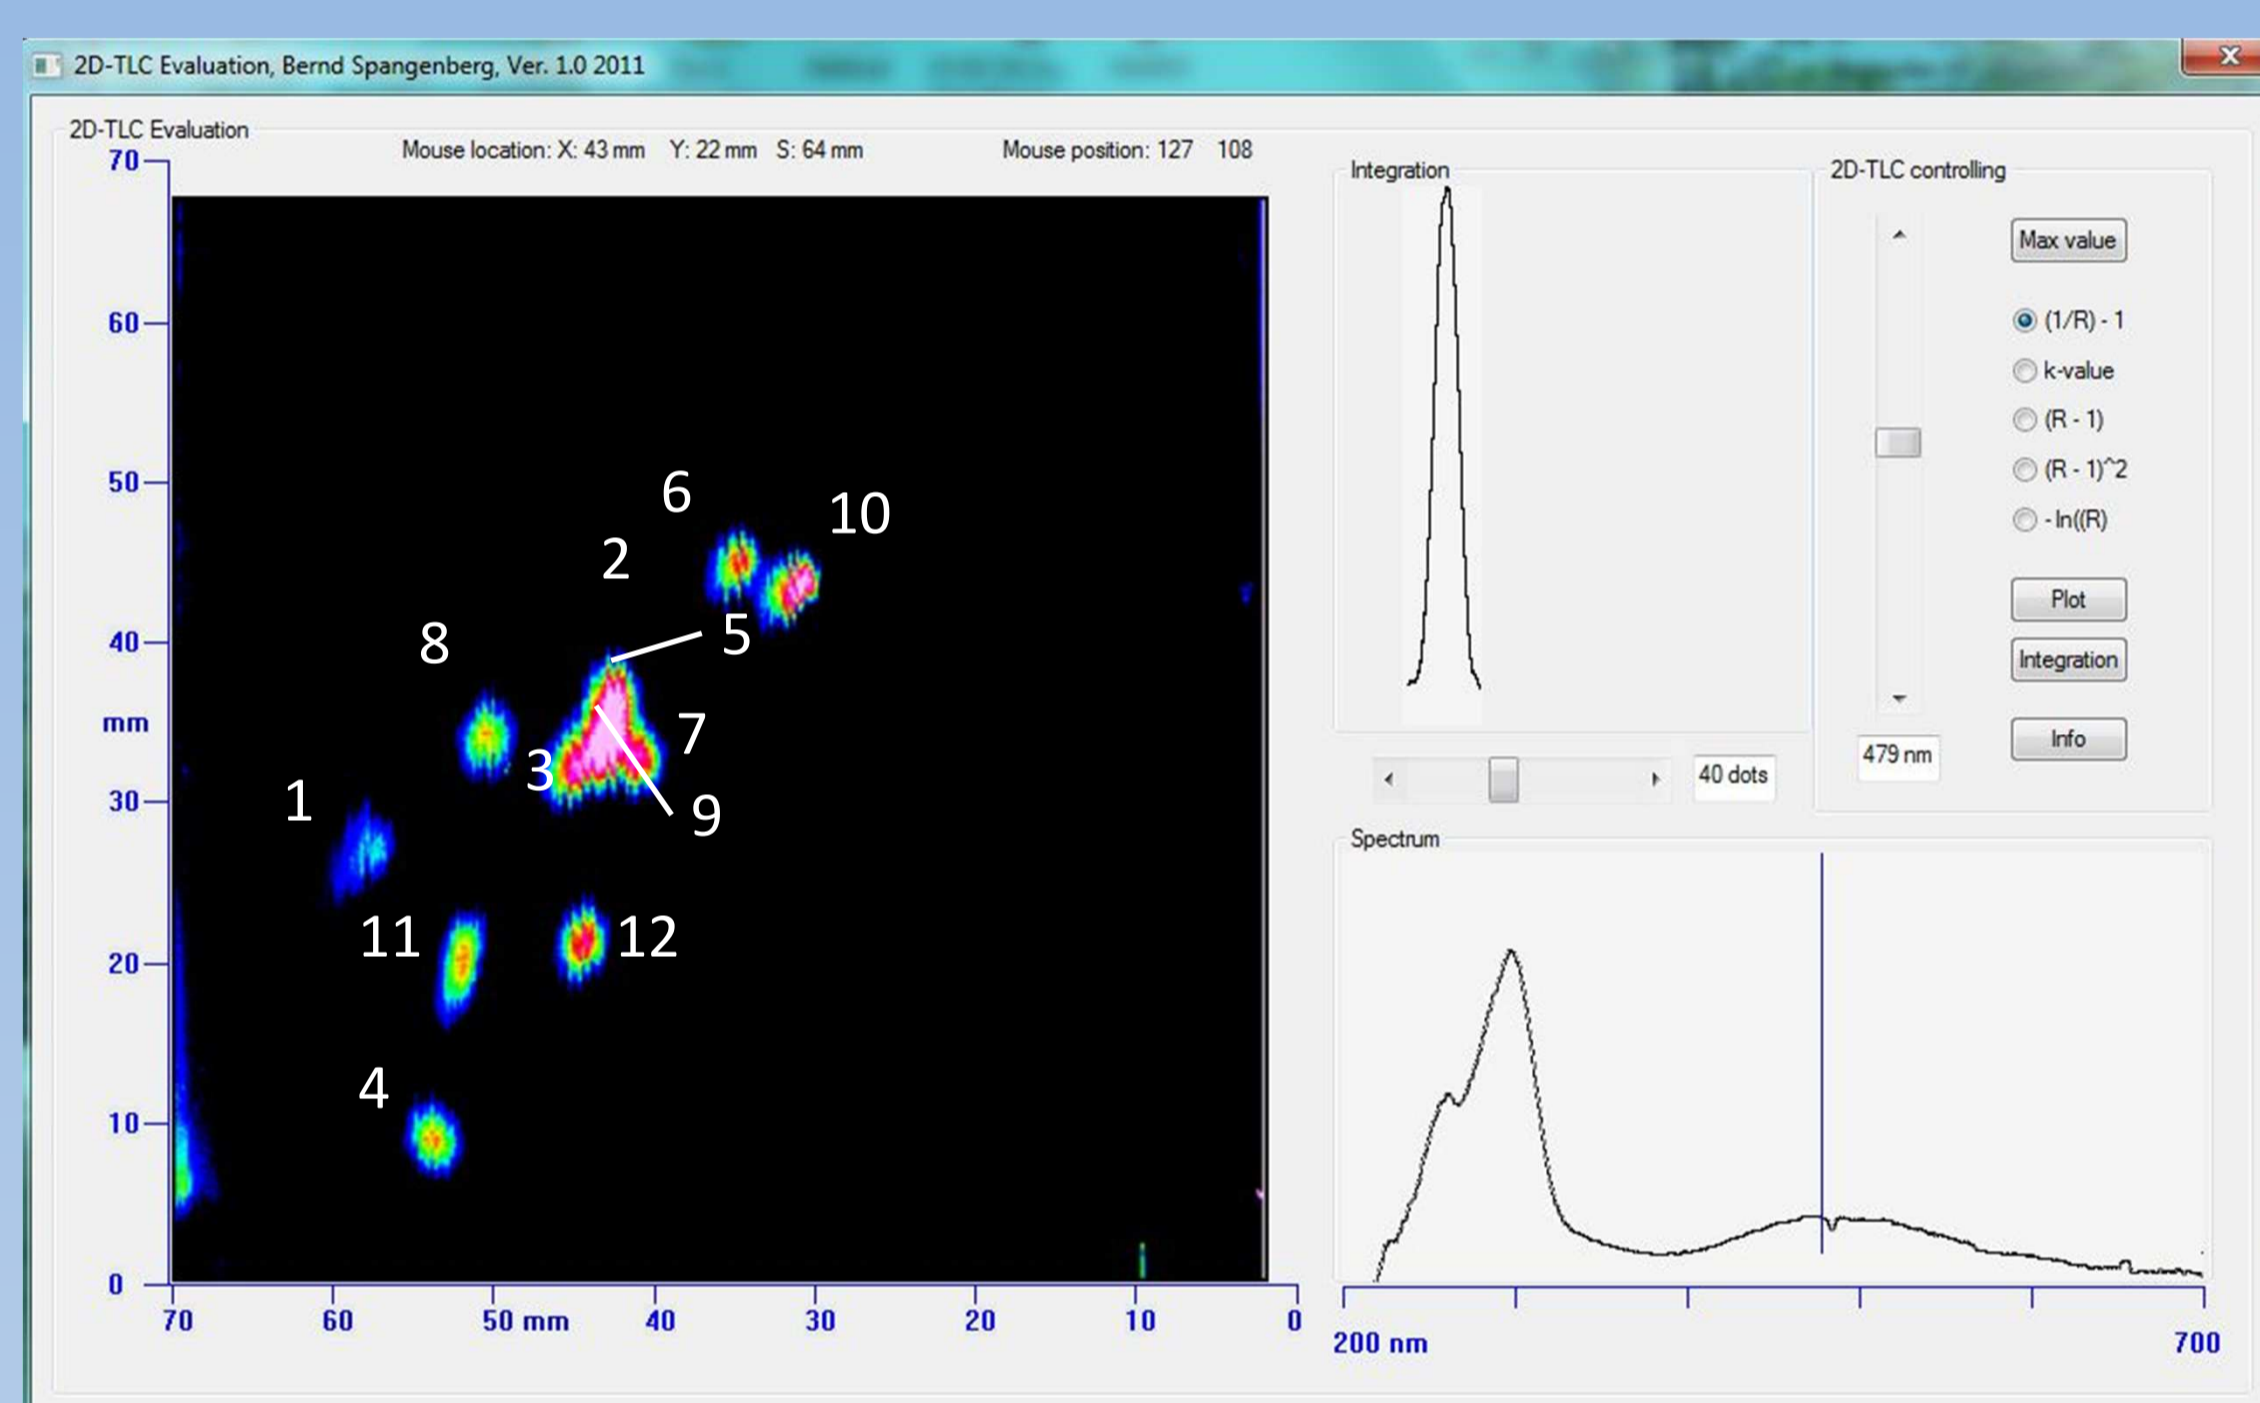 2D-TLC Evaluation, Bernd Spangenberg, Ver. 1.0 2011
2D-TLC Evaluation
Mouse location: X: 43 mm Y: 22 mm S: 64 mm Mouse position: 127 108
70
60
50
40
mm
30
20
10
0
70 60 50 mm 40 30 20 10 0
6
10
2
5
8
7
3
1
9
11
12
4
Integration
40 dots
2D-TLC controlling
Max value
(1/R) - 1
k-value
(R - 1)
(R - 1)^2
- ln((R)
Plot
Integration
Info
479 nm
Spectrum
200 nm 700